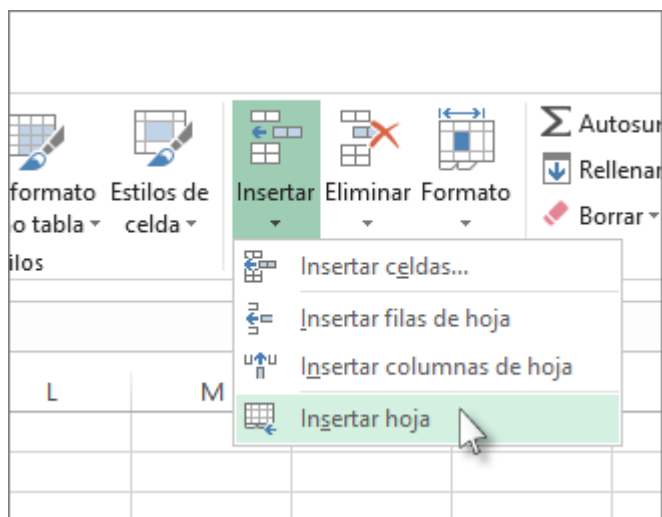 Autosur
Rellenar
Borrar
formato Estilos de Insertar Eliminar Formato
o tabla celda
ilos
Insertar celdas...
Insertar filas de hoja
Insertar columnas de hoja
Insertar hoja
L M